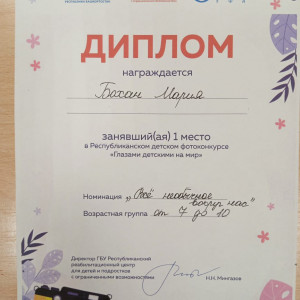 ДИПЛОМ
награждается
Бохан Мария
занявший(ая) 1 место
в Республиканском детском фотоконкурсе
«Глазами детскими на мир»
Номинация „Всё необычное
вокруг нас"
Возрастная группа от 7 до 10
Директор ГБУ Республиканский
реабилитационный центр
для детей и подростков
с ограниченными возможностями
Н.Н. Минязов